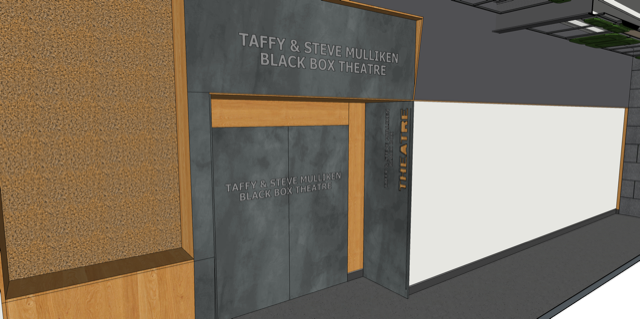 TAFFY & STEVE MULLIKEN
BLACK BOX THEATRE
TAFFY & STEVE MULLIKEN
BLACK BOX THEATRE
THEATRE